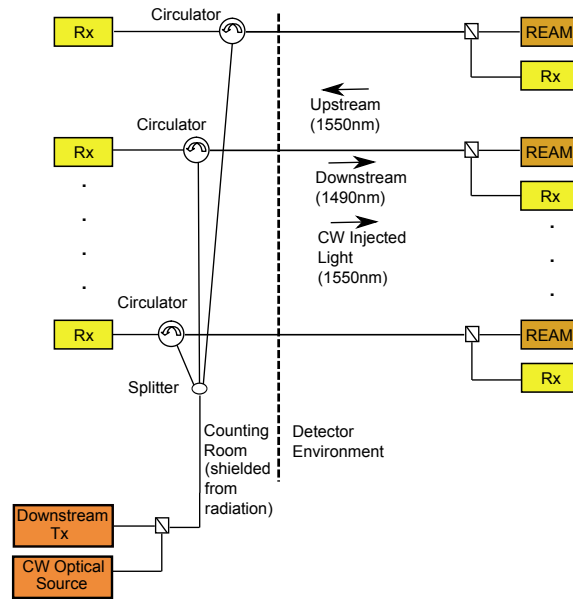 Circulator
Rx
REAM
Rx
Upstream
(1550nm)
Circulator
Rx
REAM
Downstream
(1490nm)
Rx
CW Injected
Light
(1550nm)
Circulator
Rx
REAM
Rx
Splitter
Counting
Room
(shielded
from
radiation)
Detector
Environment
Downstream
Tx
CW Optical
Source